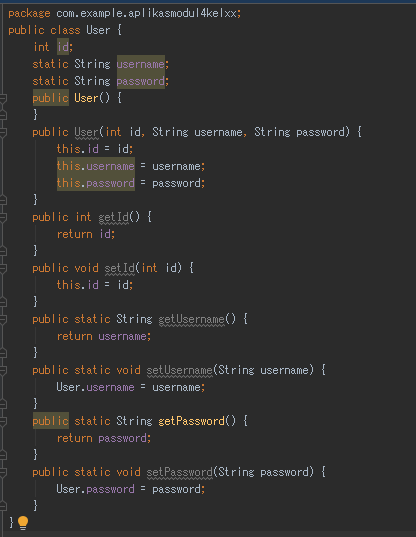 package com.example.aplikasmodul4kelxx;
public class User {
    int id;
    static String username;
    static String password;
    public User() {
    }
    public User(int id, String username, String password) {
        this.id = id;
        this.username = username;
        this.password = password;
    }
    public int getId() {
        return id;
    }
    public void setId(int id) {
        this.id = id;
    }
    public static String getUsername() {
        return username;
    }
    public static void setUsername(String username) {
        User.username = username;
    }
    public static String getPassword() {
        return password;
    }
    public static void setPassword(String password) {
        User.password = password;
    }
}